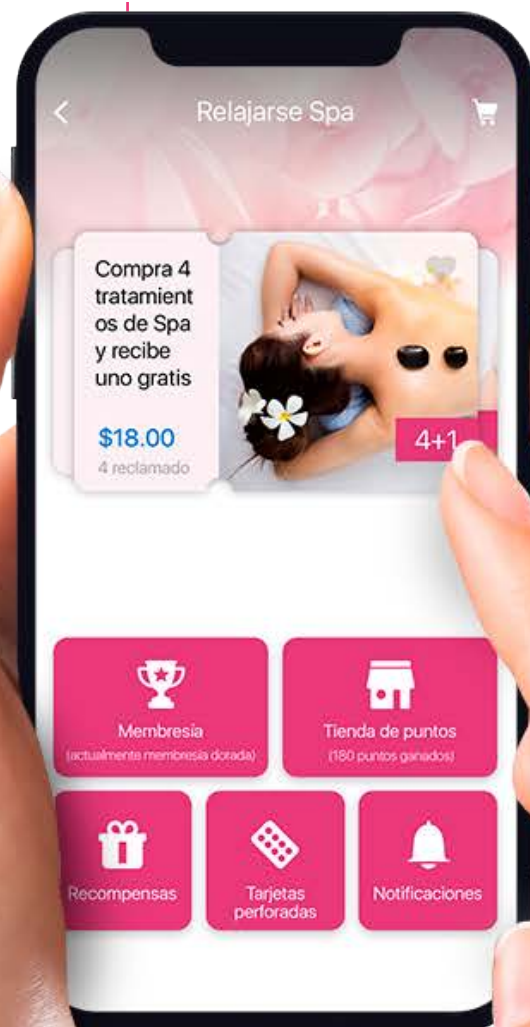 Relajarse Spa
Compra 4
tratamient
os de Spa
y recibe
uno gratis
$18.00
4 reclamado
4+1
Membresía
(actualmente membresía dorada)
Tienda de puntos
(180 puntos ganados)
Recompensas
Tarjetas
perforadas
Notificaciones